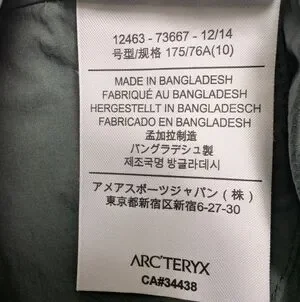 12463 - 73667 - 12/14
号型/规格 175/76A(10)
MADE IN BANGLADESH
FABRIQUÉ AU BANGLADESH
HERGESTELLT IN BANGLADESCH
FABRICADO EN BANGLADESH
孟加拉制造
バングラデシュ製
제조국명 방글라데시
アメアスポーツジャパン(株)
東京都新宿区新宿6-27-30
ARC'TERYX
CA#34438